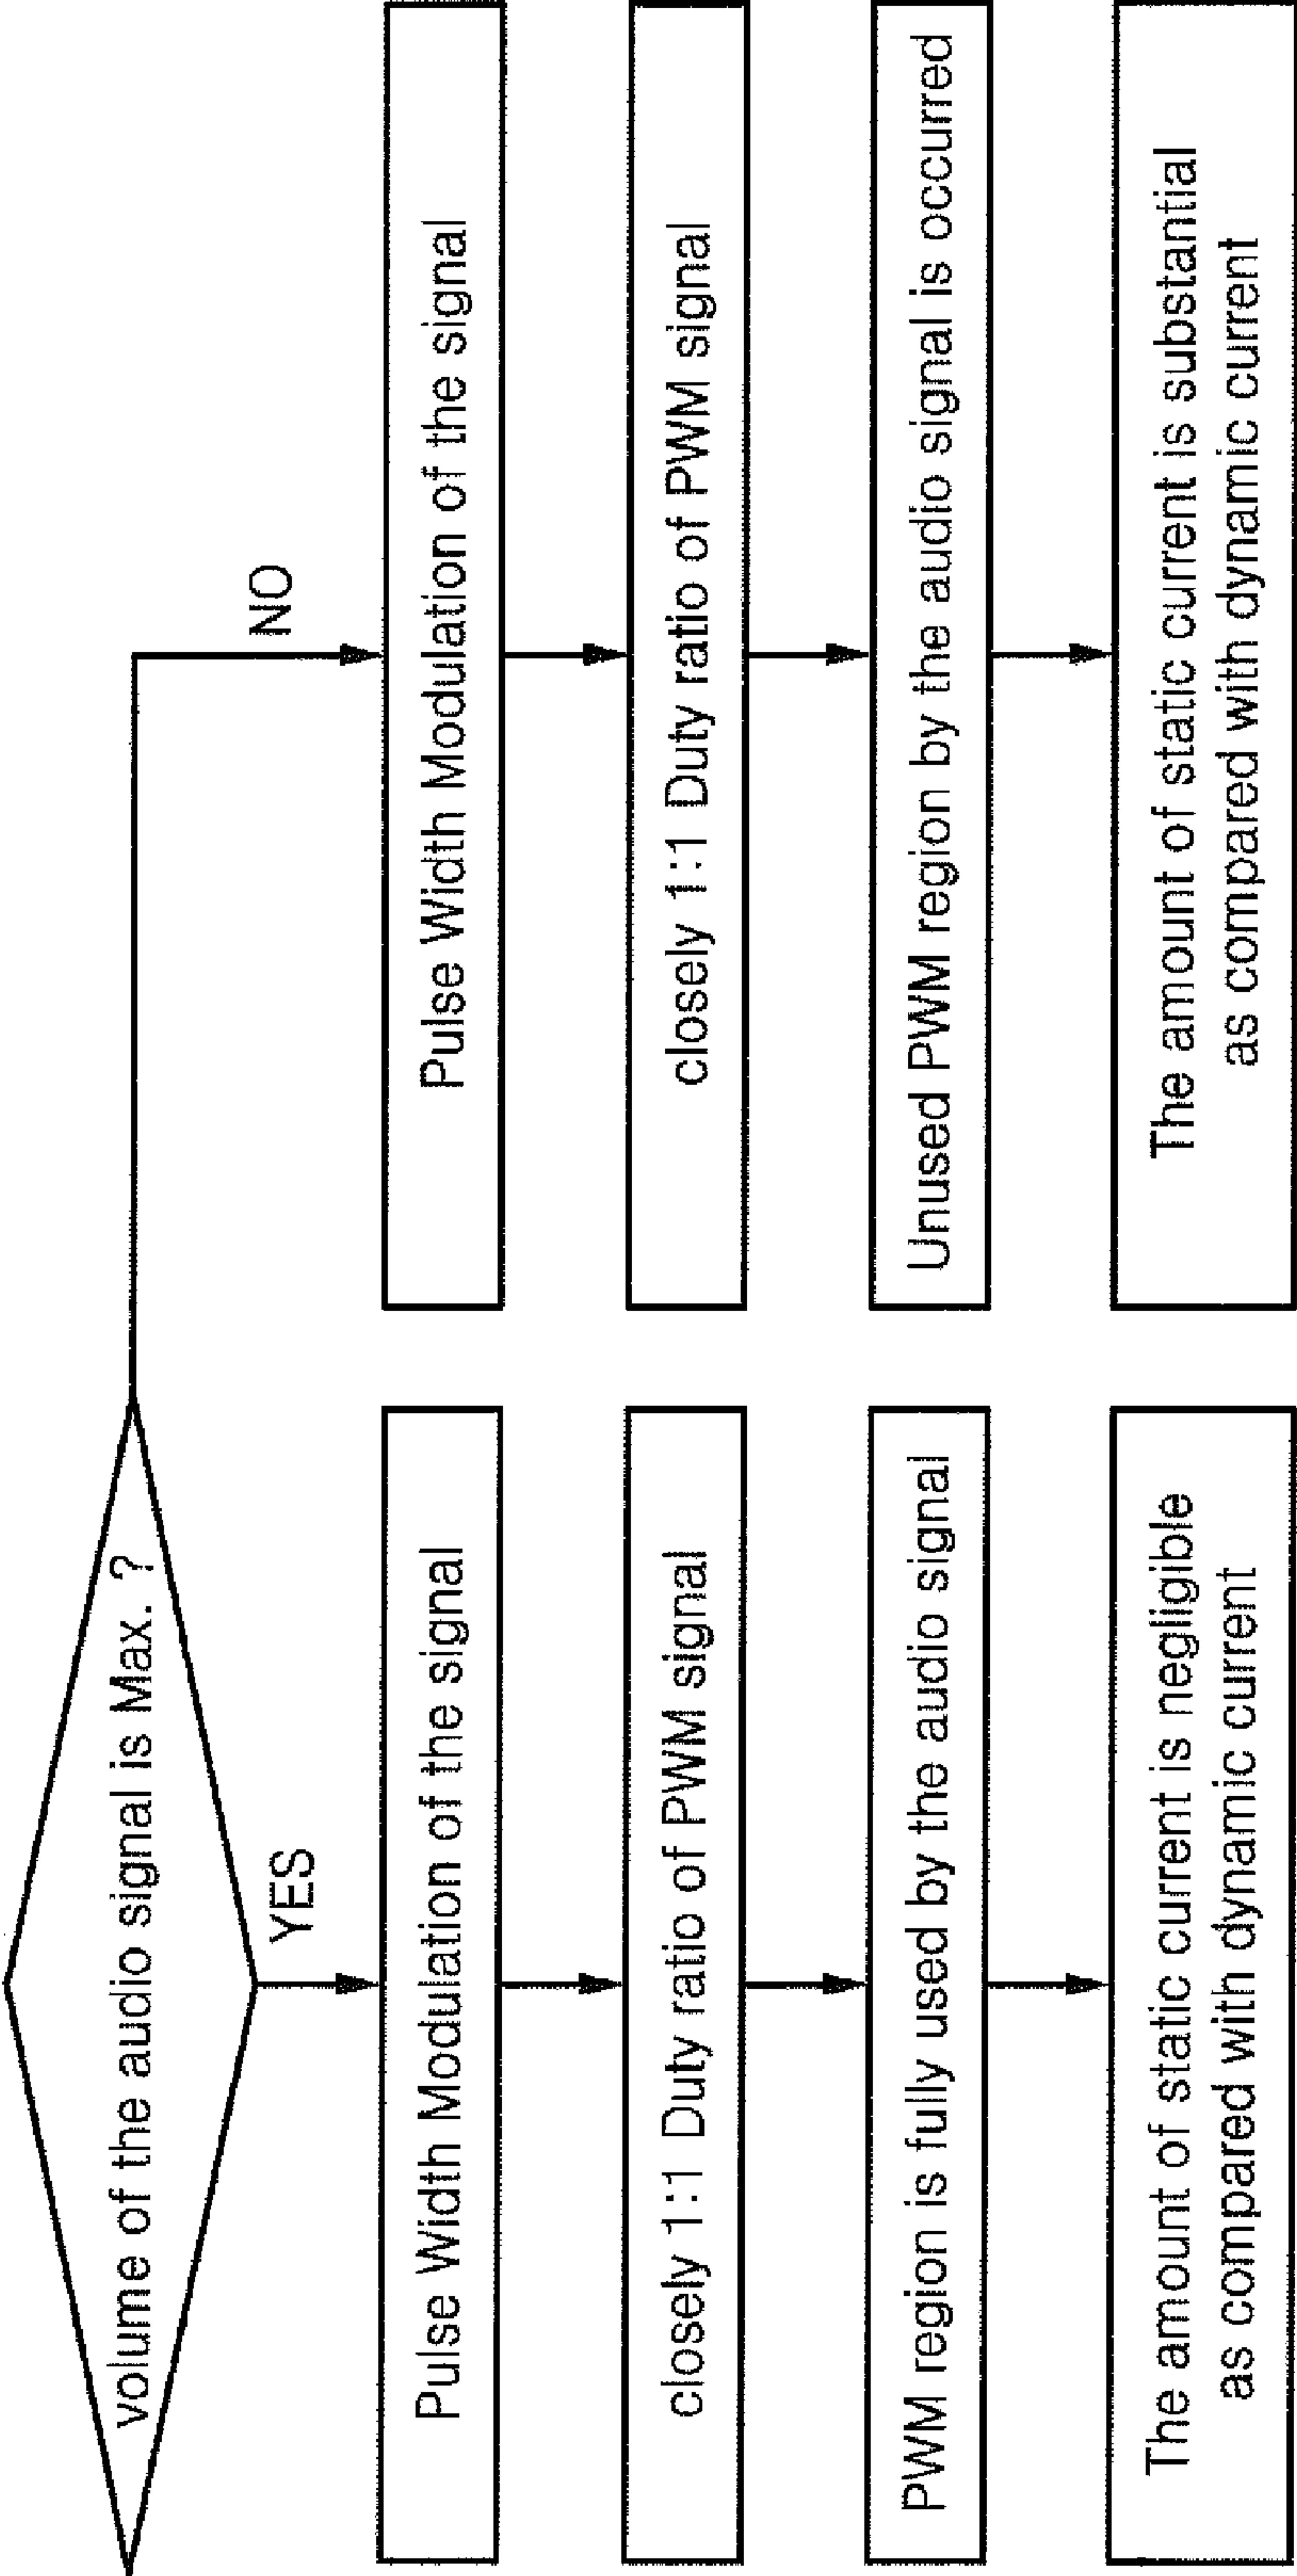 volume of the audio signal is Max. ?
YES
NO
Pulse Width Modulation of the signal
closely 1:1 Duty ratio of PWM signal
PWM region is fully used by the audio signal
The amount of static current is negligible
as compared with dynamic current
Pulse Width Modulation of the signal
closely 1:1 Duty ratio of PWM signal
Unused PWM region by the audio signal is occurred
The amount of static current is substantial
as compared with dynamic current